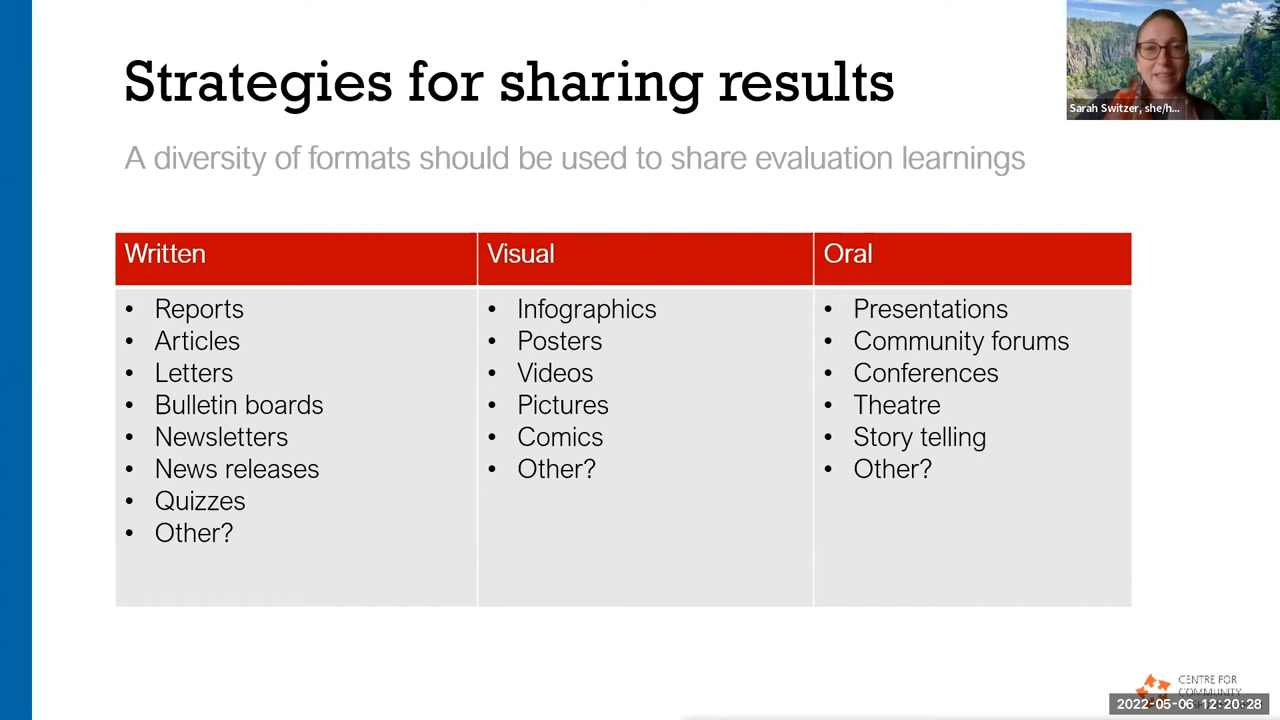 Strategies for sharing results
Sarah Switzer, she/h...
A diversity of formats should be used to share evaluation learnings
Written
• Reports
• Articles
• Letters
• Bulletin boards
• Newsletters
• News releases
• Quizzes
• Other?
Visual
• Infographics
• Posters
• Videos
• Pictures
• Comics
• Other?
Oral
• Presentations
• Community forums
• Conferences
• Theatre
• Story telling
• Other?
CENTRE FOR
COMMUNITY
2022-05-06 12:20:28